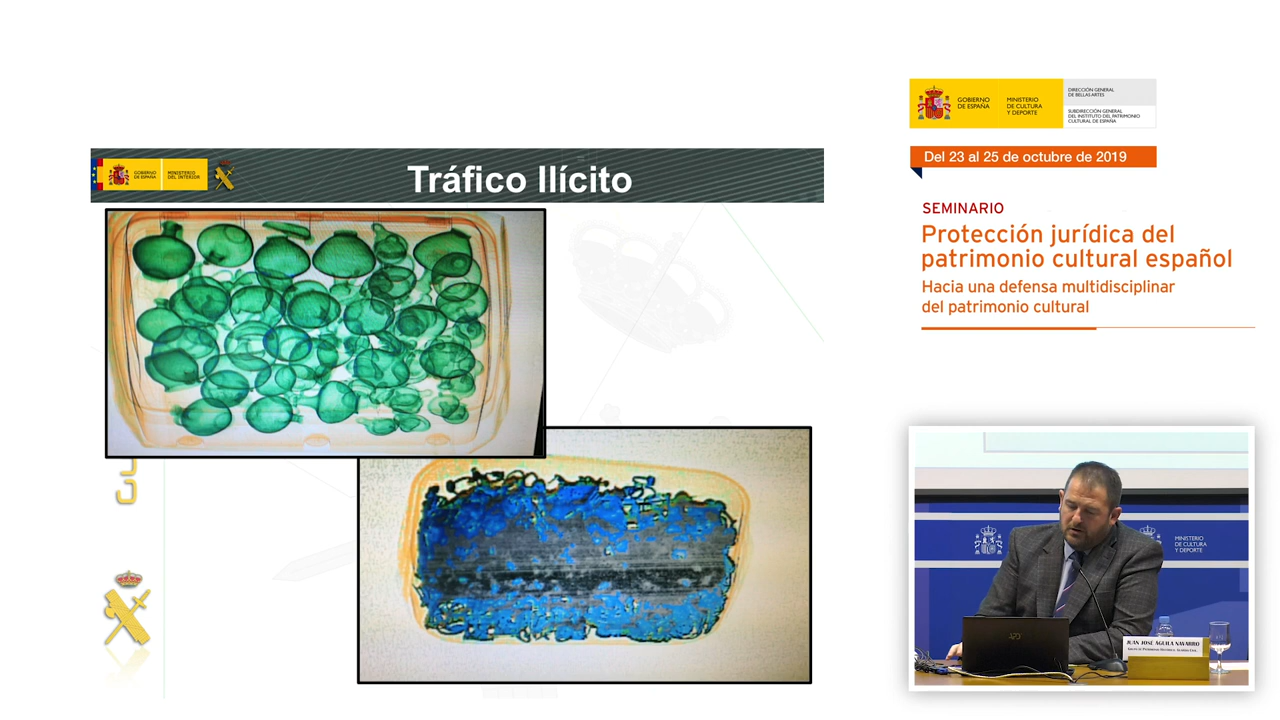 GOBIERNO
DE ESPAÑA
MINISTERIO
DEL INTERIOR
Tráfico Ilícito
GOBIERNO
DE ESPAÑA
MINISTERIO
DE CULTURA
Y DEPORTE
DIRECCIÓN GENERAL
DE BELLAS ARTES
SUBDIRECCIÓN GENERAL
DEL INSTITUTO DEL PATRIMONIO
CULTURAL DE ESPAÑA
Del 23 al 25 de octubre de 2019
SEMINARIO
Protección jurídica del
patrimonio cultural español
Hacia una defensa multidisciplinar
del patrimonio cultural
MINISTERIO
DE CULTURA
Y DEPORTE
JUAN JOSÉ ÁGUILA NAVARRO